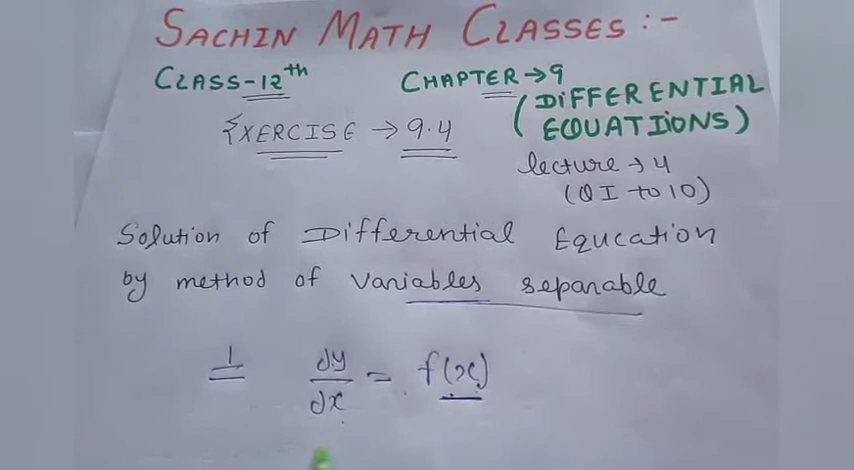 SACHIN MATH CLASSES :-
CLASS-12th CHAPTER → 9
(DIFFERENTIAL
EQUATIIONS)
EXERCISE → 9.4
lecture → 4
(Q I to 10)
Solution of Differential Equcation
by method of variables separable
1 dy/dx = f(x)